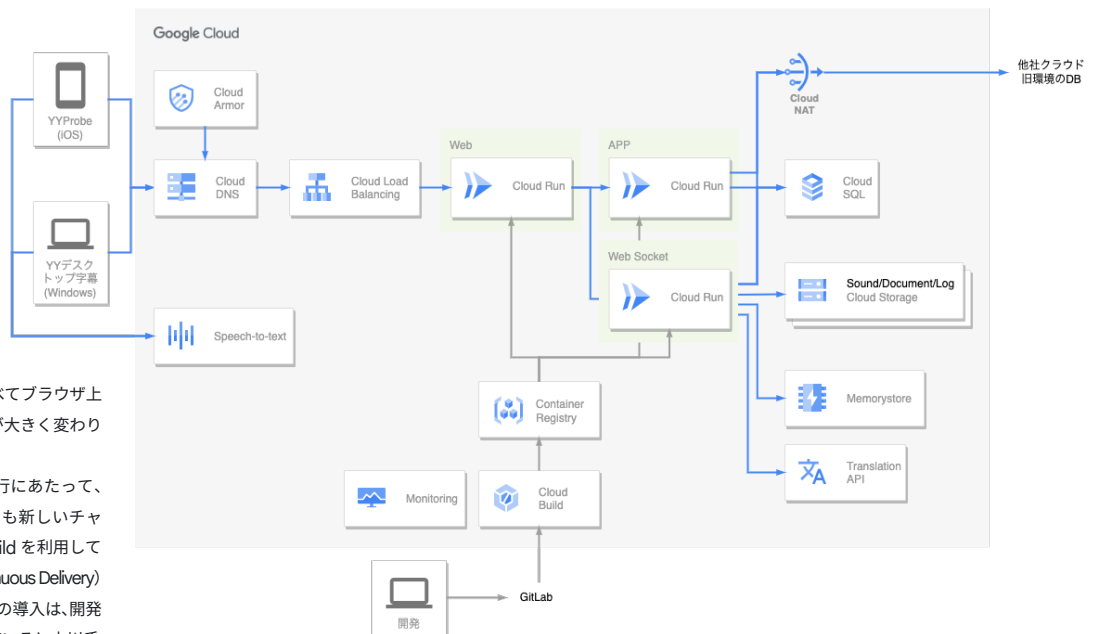 Google Cloud
YYProbe
(iOS)
Cloud
Armor
Cloud
NAT
他社クラウド
旧環境のDB
Web
APP
Cloud
DNS
Cloud Load
Balancing
Cloud Run
Cloud Run
Cloud
SQL
YYデスク
トップ字幕
(Windows)
Web Socket
Cloud Run
Sound/Document/Log
Cloud Storage
Speech-to-text
Memorystore
Container
Registry
Translation
API
Monitoring
Cloud
Build
GitLab
開発
べてブラウザ上
が大きく変わり
行にあたって、
も新しいチャ
ild を利用して
uous Delivery）
の導入は、開発